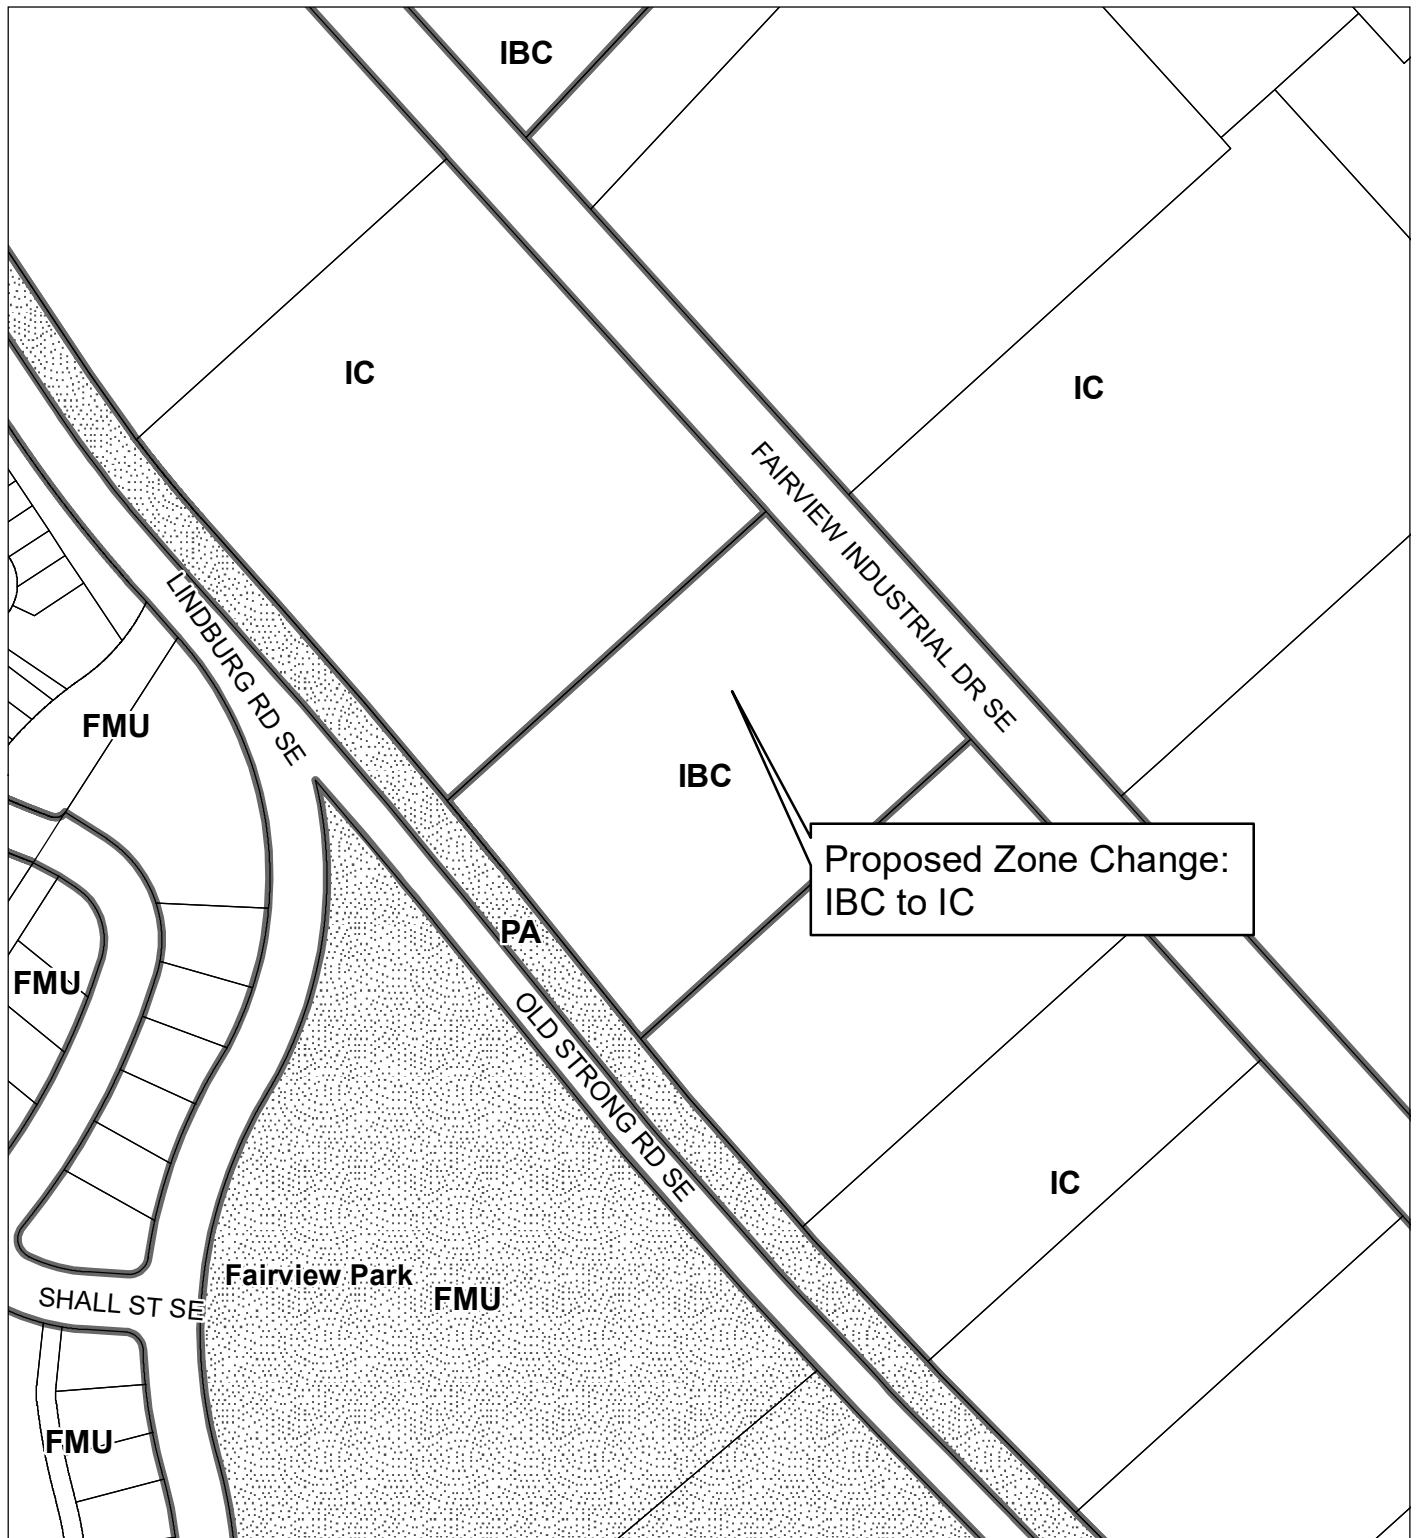 IBC
IC
IC
FAIRVIEW INDUSTRIAL DR SE
LINDBURG RD SE
FMU
IBC
Proposed Zone Change:
IBC to IC
PA
FMU
OLD STRONG RD SE
IC
Fairview Park
FMU
SHALL ST SE
FMU